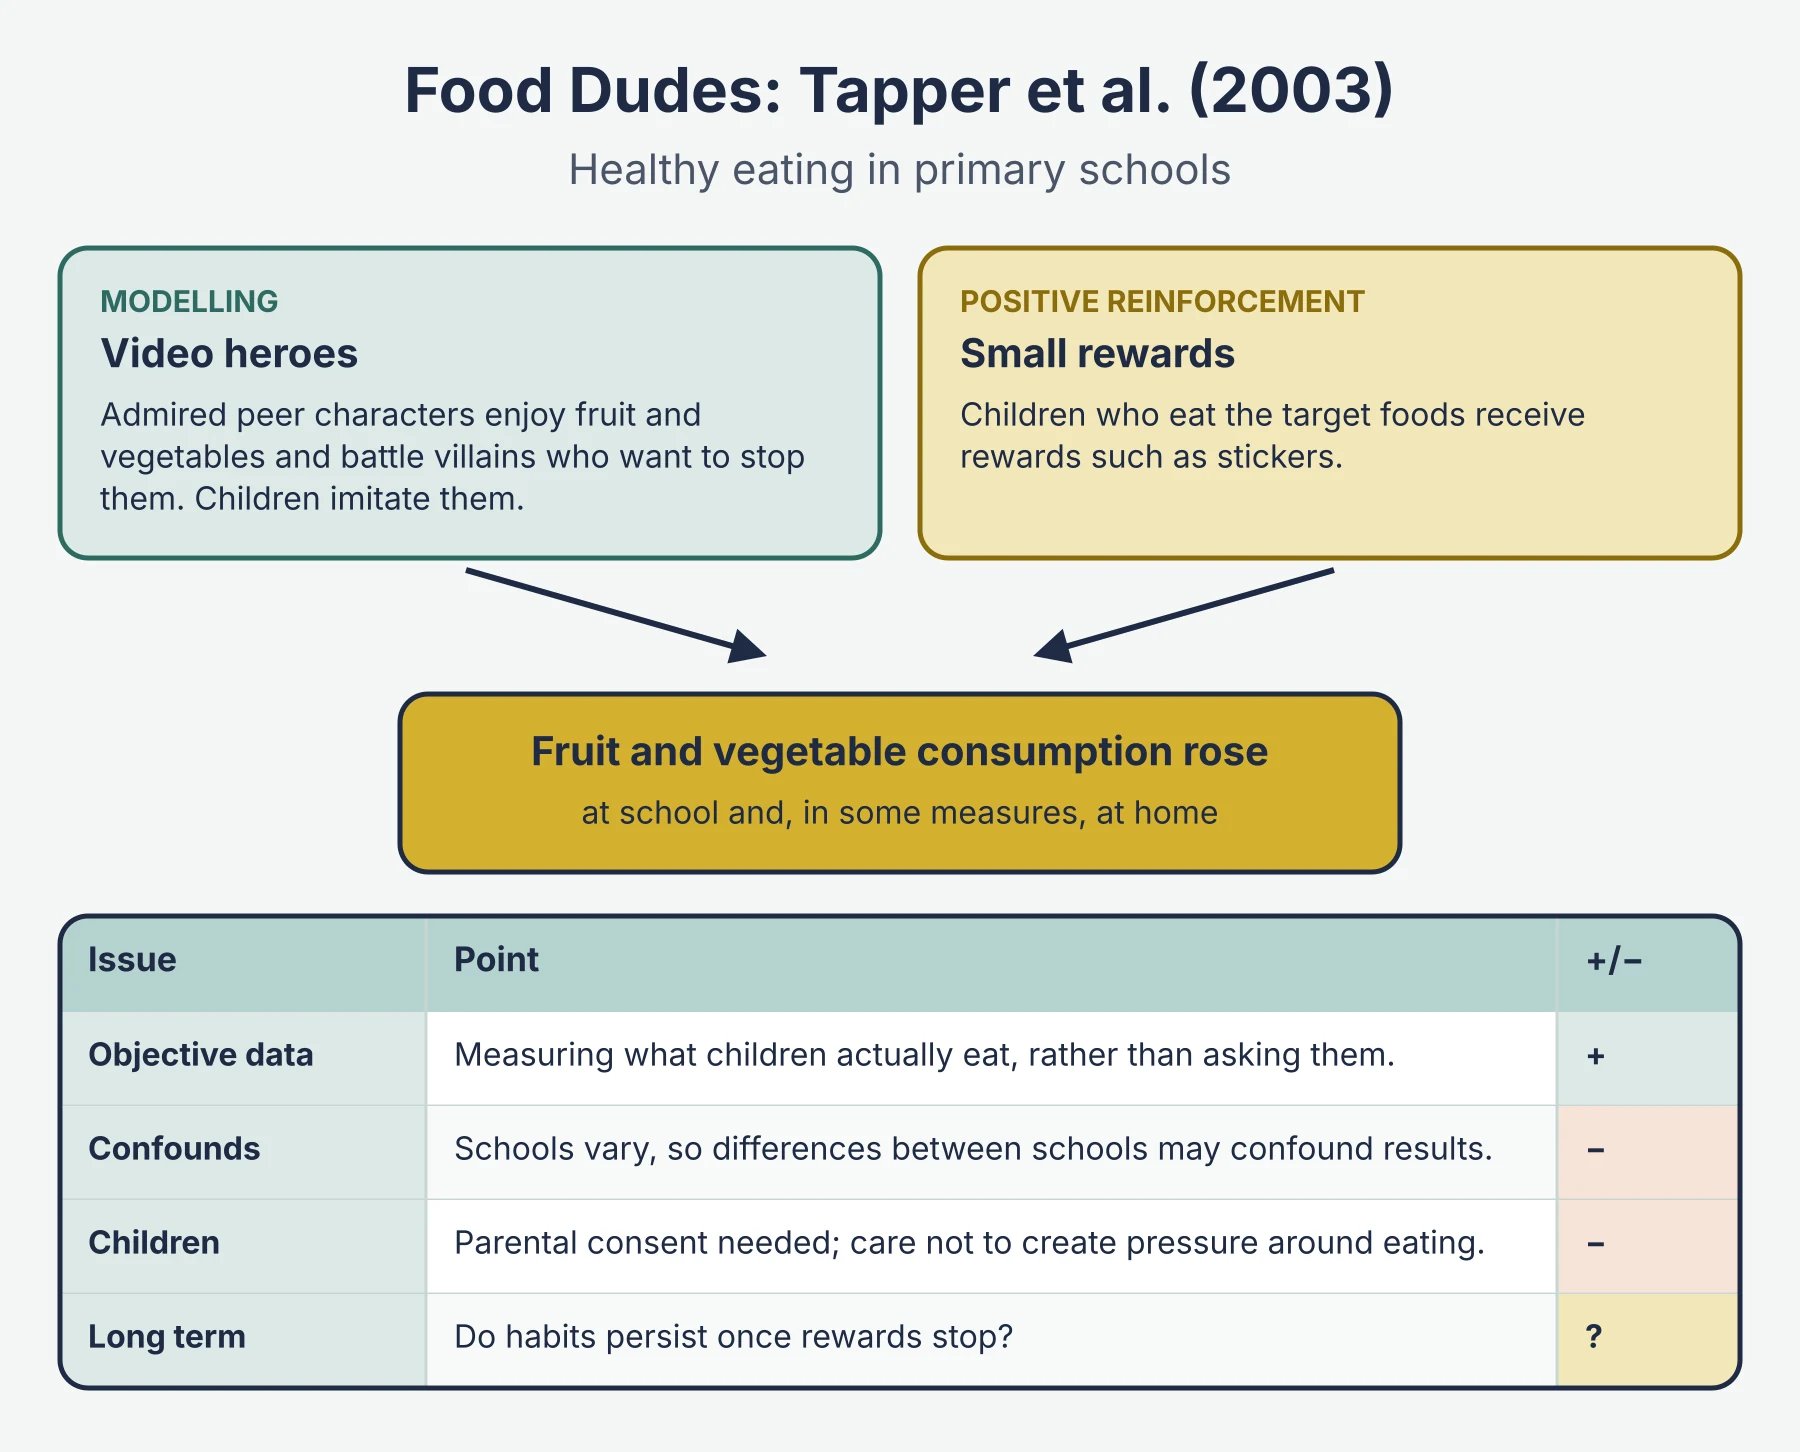 Food Dudes: Tapper et al. (2003)
Healthy eating in primary schools
MODELLING
Video heroes
Admired peer characters enjoy fruit and
vegetables and battle villains who want to stop
them. Children imitate them.
POSITIVE REINFORCEMENT
Small rewards
Children who eat the target foods receive
rewards such as stickers.
Fruit and vegetable consumption rose
at school and, in some measures, at home
Issue Point +/−
Objective data Measuring what children actually eat, rather than asking them. +
Confounds Schools vary, so differences between schools may confound results. −
Children Parental consent needed; care not to create pressure around eating. −
Long term Do habits persist once rewards stop? ?